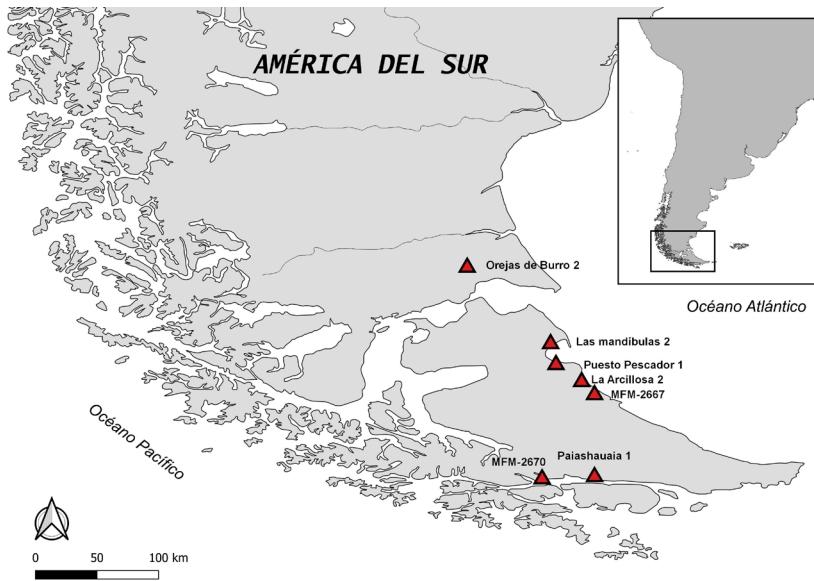 AMÉRICA DEL SUR
Orejas de Burro 2
Océano Atlántico
Las mandíbulas 2
Puesto Pescador 1
La Arcillosa 2
MFM-2667
Océano Pacífico
Paiashauaia 1
MFM-2670
0 50 100 km